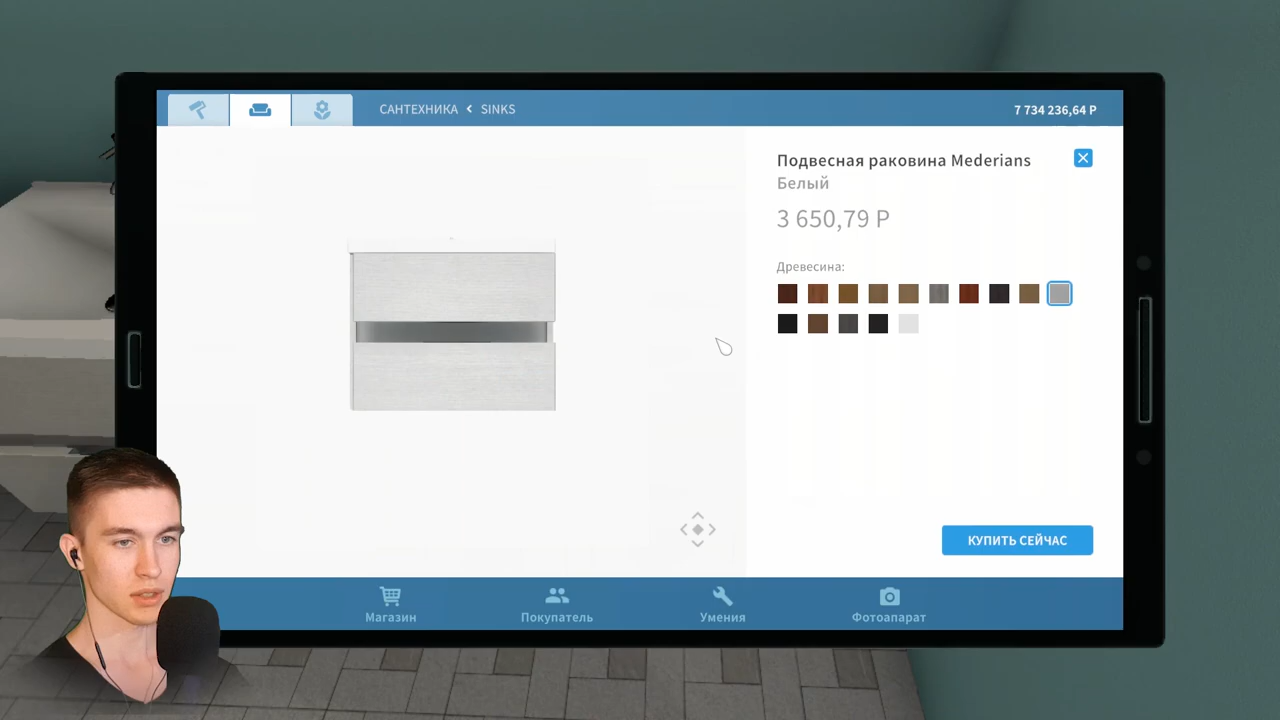 САНТЕХНИКА < SINKS
7 734 236,64 Р
Подвесная раковина Mederians
Белый
3 650,79 Р
Древесина:
КУПИТЬ СЕЙЧАС
Магазин
Покупатель
Умения
Фотоапарат